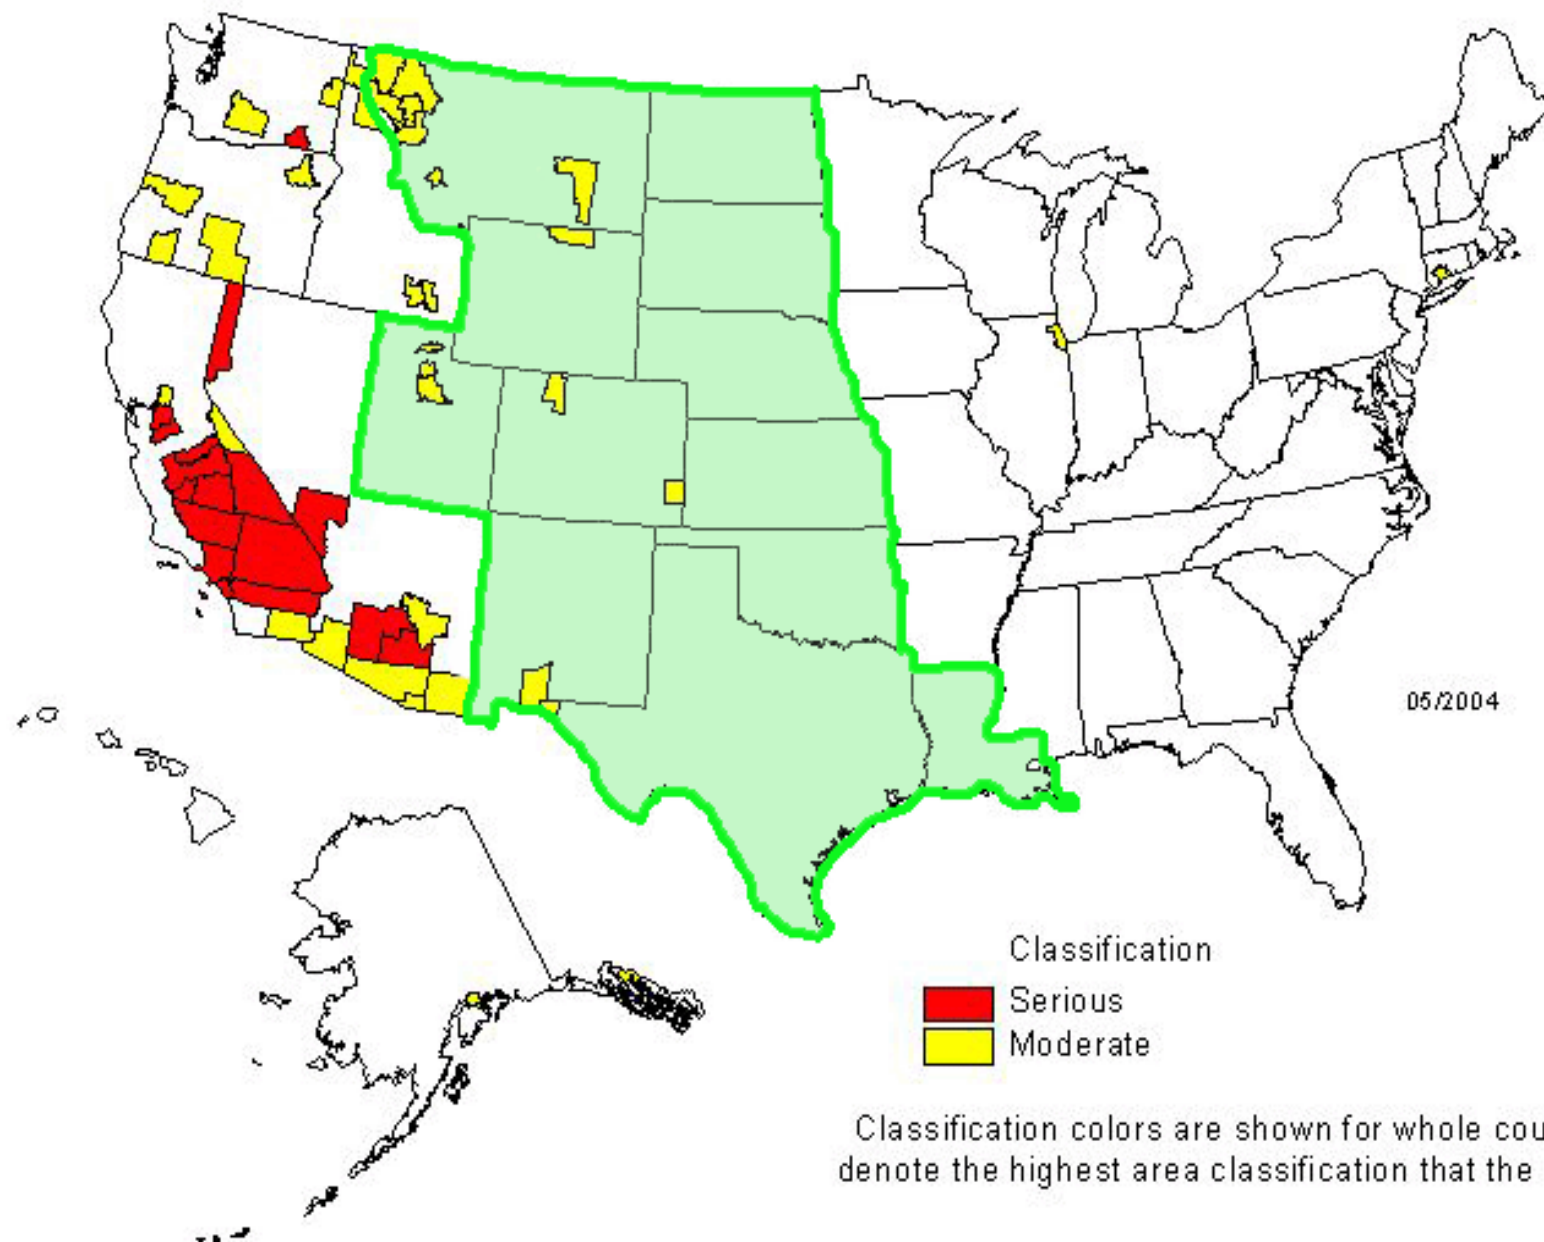 05/2004
Classification
Serious
Moderate
Classification colors are shown for whole cou
denote the highest area classification that the